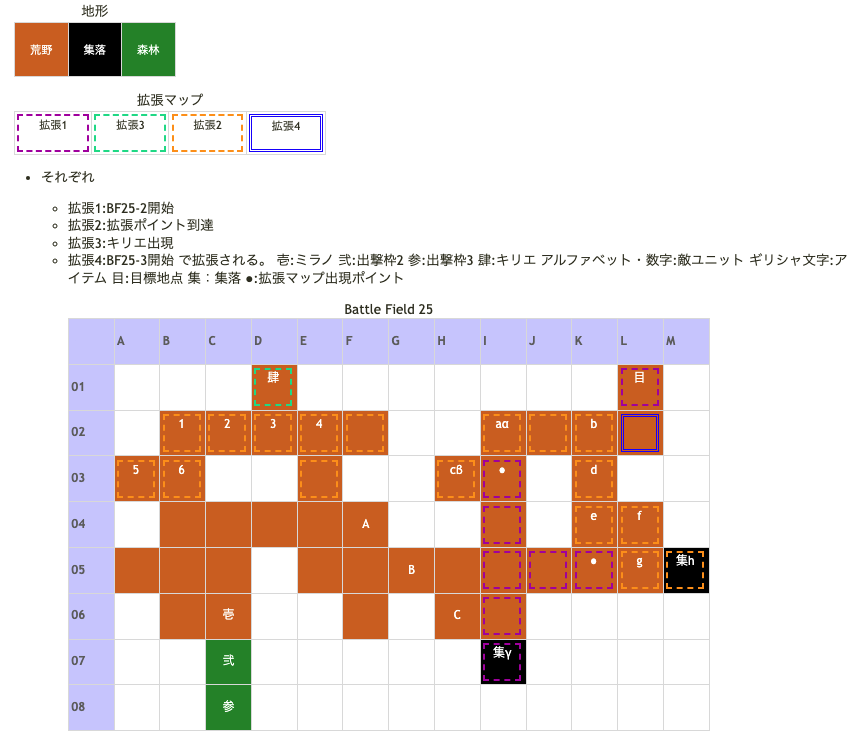 地形
荒野 集落 森林
拡張マップ
拡張1 拡張3 拡張2 拡張4
それぞれ
拡張1:BF25-2開始
拡張2:拡張ポイント到達
拡張3:キリエ出現
拡張4:BF25-3開始 で拡張される。 壱:ミラノ 弐:出撃枠2 参:出撃枠3 肆:キリエ アルファベット・数字:敵ユニット ギリシャ文字:ア
イテム 目:目標地点 集：集落 ●:拡張マップ出現ポイント
Battle Field 25
A B C D E F G H I J K L M
01 肆 目
02 1 2 3 4 aα b
03 5 6 cß ● d
04 A e f
05 B ● g 集h
06 壱 C
07 弐 集γ
08 参